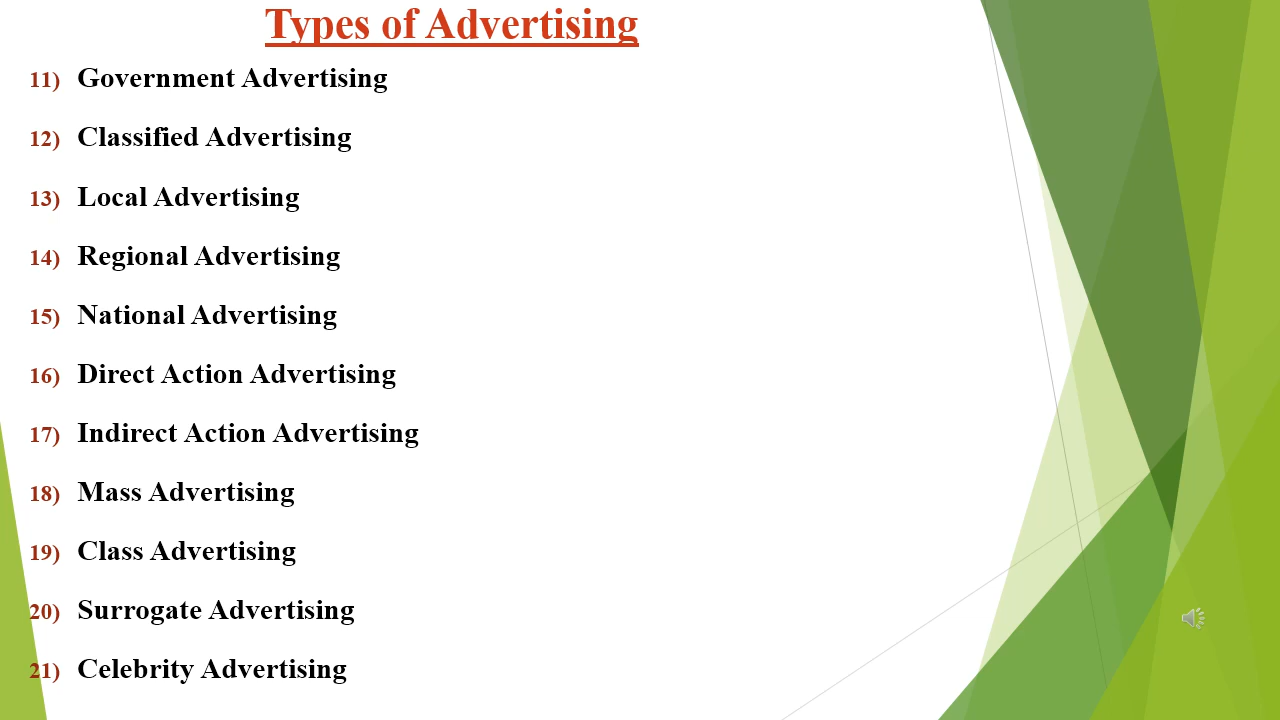 Types of Advertising
11) Government Advertising
12) Classified Advertising
13) Local Advertising
14) Regional Advertising
15) National Advertising
16) Direct Action Advertising
17) Indirect Action Advertising
18) Mass Advertising
19) Class Advertising
20) Surrogate Advertising
21) Celebrity Advertising